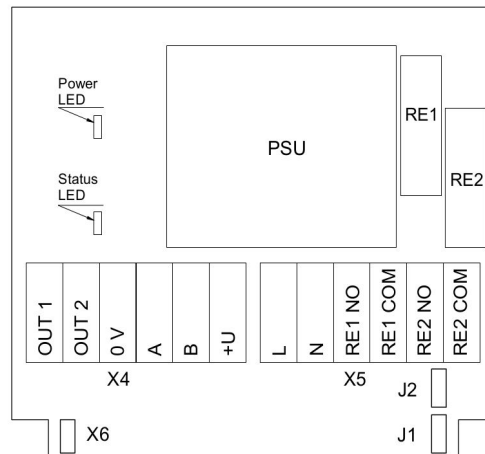 Power
LED
PSU
RE1
RE2
Status
LED
OUT 1
OUT 2
0 V
A
B
+U
L
N
RE1 NO
RE1 COM
RE2 NO
RE2 COM
X4
X5
J2
X6
J1